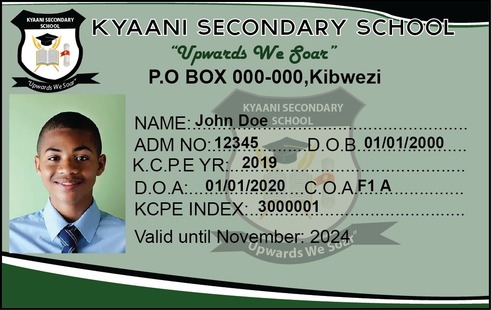 KYAANI SECONDARY
SCHOOL
"Upwards We Soar"
KYAANI SECONDARY SCHOOL
"Upwards We Soar"
P.O BOX 000-000,Kibwezi
KYAANI SECONDARY
SCHOOL
NAME: John Doe
ADM NO: 12345 D.O.B 01/01/2000
K.C.P.E YR: 2019
D.O.A: 01/01/2020 C.O.A F1 A
KCPE INDEX: 3000001
Valid until November: 2024
"Upwards We Soar"